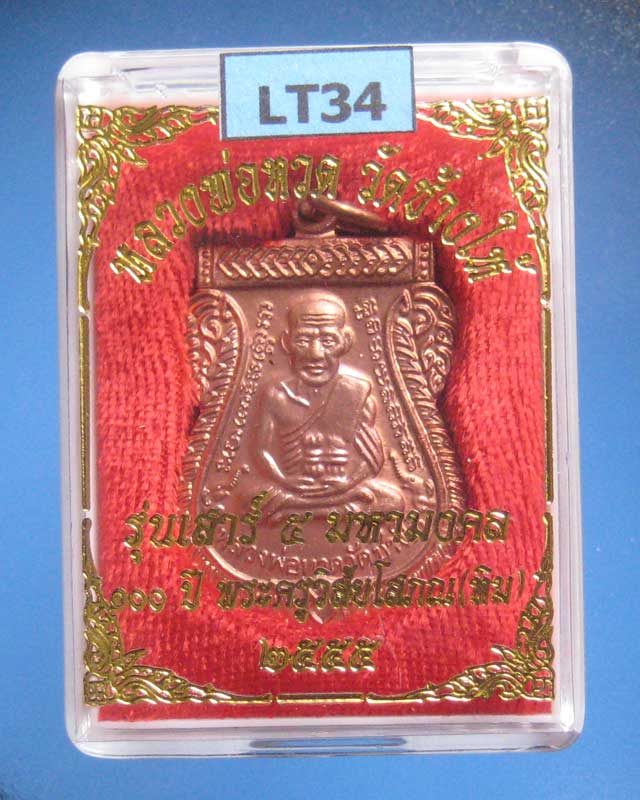 LT34
หลวงพ่อทวด วัดช้างให้
รุ่นเสาร์ ๕ มหามงคล
๑๐๐ ปี พระครูวิสัยโสภณ(ทิม)
๒๕๕๕